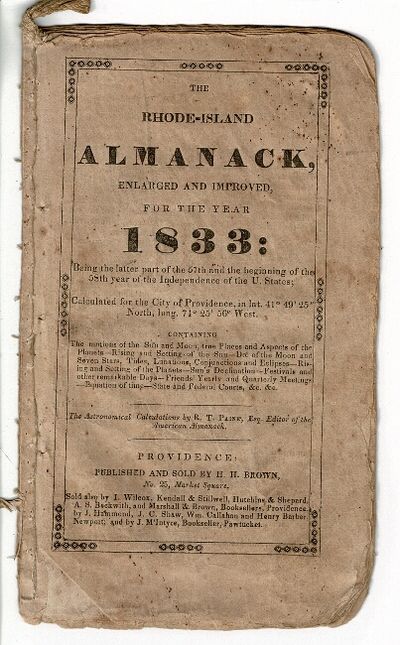 THE
RHODE-ISLAND
ALMANACK,
ENLARGED AND IMPROVED,
FOR THE YEAR
1833:
Being the latter part of the 57th and the beginning of the
58th year of the Independence of the U. States;
Calculated for the City of Providence, in lat. 41° 49' 25"
North, long. 71° 25' 56" West.
CONTAINING
The motions of the Sun and Moon, true Places and Aspects of the
Planets—Rising and Setting of the Sun—Dec of the Moon and
Seven Stars, Tides, Lunations, Conjunctions and Eclipses—Ris-
ing and Setting of the Planets—Sun's Declination—Festivals and
other remarkable Days—Friends' Yearly and Quarterly Meetings
—Equation of time—State and Federal Courts, &c. &c.
The Astronomical Calculations by R. T. PAINE, Esq. Editor of the
American Almanack.
PROVIDENCE:
PUBLISHED AND SOLD BY H. H. BROWN,
No. 25, Market Square.
Sold also by I. Wilcox, Kendall & Stillwell, Hutchins & Shepard,
A. S. Beckwith, and Marshall & Brown, Booksellers, Providence,
by J. Hammond, J. C. Shaw, Wm. Callahan and Henry Barber,
Newport; and by J. M'Intyre, Bookseller, Pawtucket.